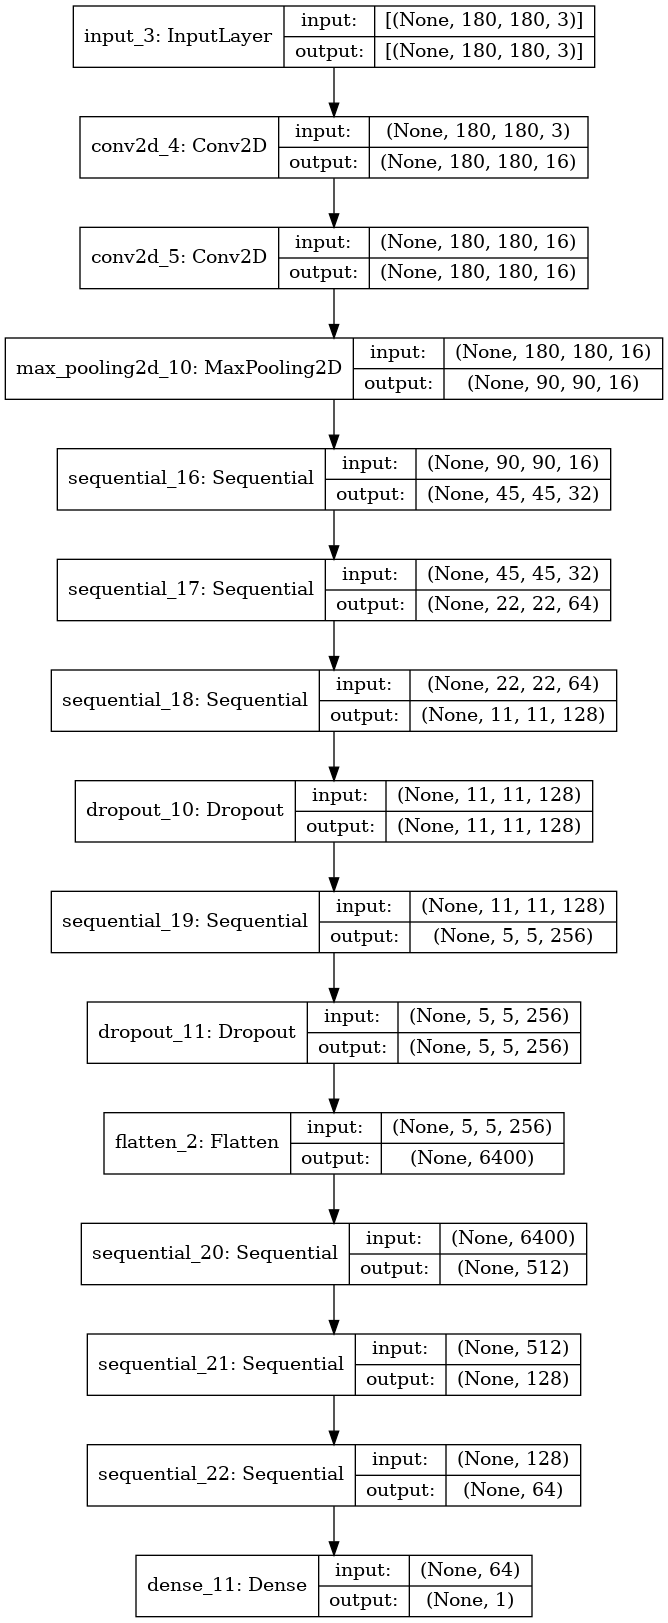 input_3: InputLayer
input: [(None, 180, 180, 3)]
output: [(None, 180, 180, 3)]
conv2d_4: Conv2D
input: (None, 180, 180, 3)
output: (None, 180, 180, 16)
conv2d_5: Conv2D
input: (None, 180, 180, 16)
output: (None, 180, 180, 16)
max_pooling2d_10: MaxPooling2D
input: (None, 180, 180, 16)
output: (None, 90, 90, 16)
sequential_16: Sequential
input: (None, 90, 90, 16)
output: (None, 45, 45, 32)
sequential_17: Sequential
input: (None, 45, 45, 32)
output: (None, 22, 22, 64)
sequential_18: Sequential
input: (None, 22, 22, 64)
output: (None, 11, 11, 128)
dropout_10: Dropout
input: (None, 11, 11, 128)
output: (None, 11, 11, 128)
sequential_19: Sequential
input: (None, 11, 11, 128)
output: (None, 5, 5, 256)
dropout_11: Dropout
input: (None, 5, 5, 256)
output: (None, 5, 5, 256)
flatten_2: Flatten
input: (None, 5, 5, 256)
output: (None, 6400)
sequential_20: Sequential
input: (None, 6400)
output: (None, 512)
sequential_21: Sequential
input: (None, 512)
output: (None, 128)
sequential_22: Sequential
input: (None, 128)
output: (None, 64)
dense_11: Dense
input: (None, 64)
output: (None, 1)